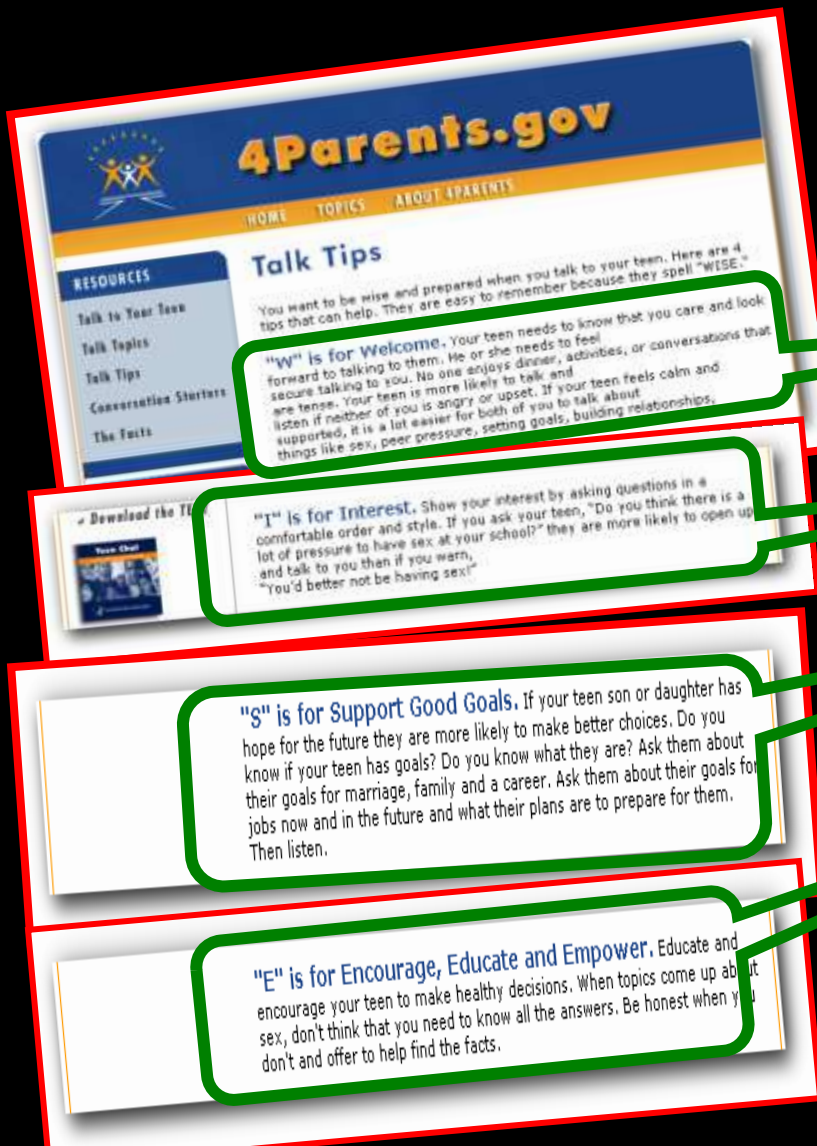 4Parents.gov
HOME TOPICS ABOUT 4PARENTS
RESOURCES
Talk to Your Teen
Talk Topics
Talk Tips
Conversation Starters
The Facts
Talk Tips
You want to be wise and prepared when you talk to your teen. Here are 4
tips that can help. They are easy to remember because they spell "WISE."
"W" is for Welcome. Your teen needs to know that you care and look
forward to talking to them. He or she needs to feel
secure talking to you. No one enjoys dinner, activities, or conversations that
are tense. Your teen is more likely to talk and
listen if neither of you is angry or upset. If your teen feels calm and
supported, it is a lot easier for both of you to talk about
things like sex, peer pressure, setting goals, building relationships,
Download the
Teen Chat
"I" is for Interest. Show your interest by asking questions in a
comfortable order and style. If you ask your teen, "Do you think there is a
lot of pressure to have sex at your school?" they are more likely to open up
and talk to you than if you warn,
"You'd better not be having sex!"
"S" is for Support Good Goals. If your teen son or daughter has
hope for the future they are more likely to make better choices. Do you
know if your teen has goals? Do you know what they are? Ask them about
their goals for marriage, family and a career. Ask them about their goals for
jobs now and in the future and what their plans are to prepare for them.
Then listen.
"E" is for Encourage, Educate and Empower. Educate and
encourage your teen to make healthy decisions. When topics come up about
sex, don't think that you need to know all the answers. Be honest when you
don't and offer to help find the facts.